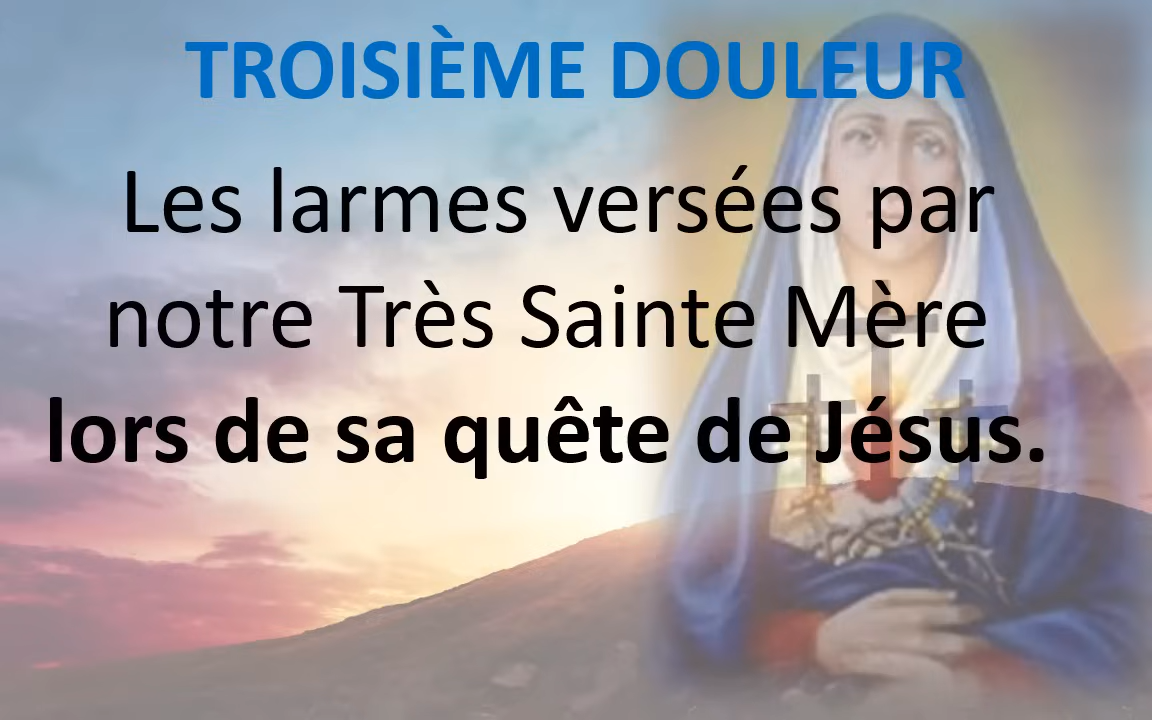 TROISIÈME DOULEUR
Les larmes versées par
notre Très Sainte Mère
lors de sa quête de Jésus.